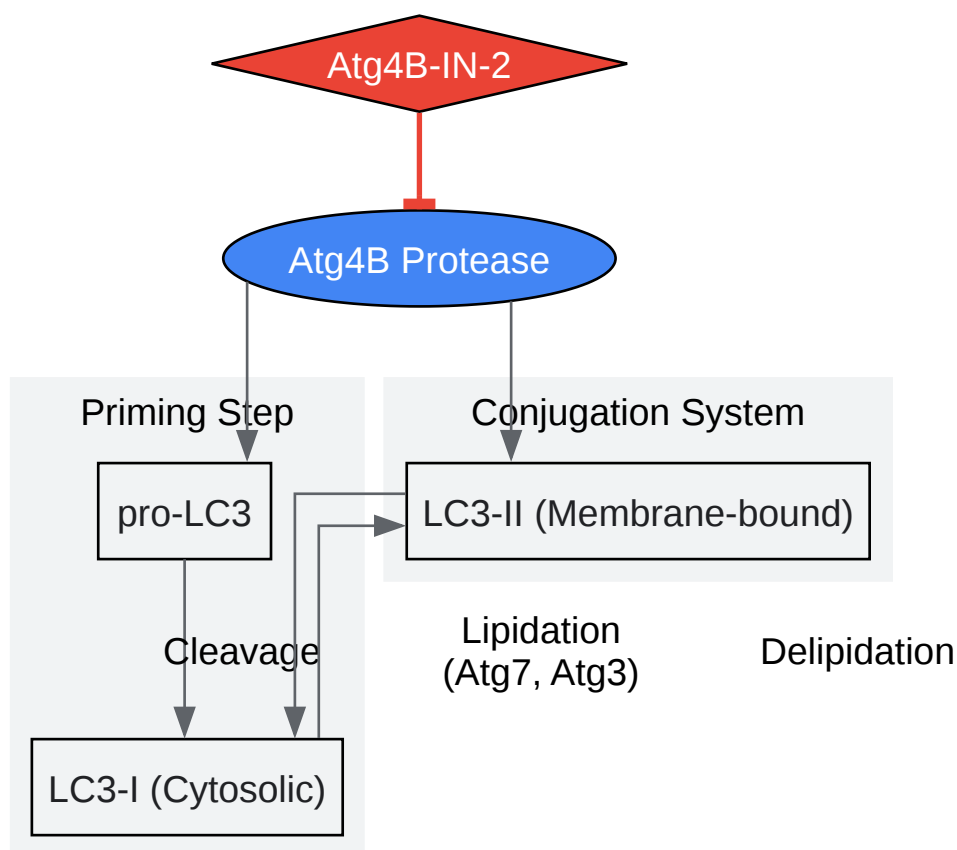 Atg4B-IN-2
Atg4B Protease
Priming Step
Conjugation System
pro-LC3
LC3-II (Membrane-bound)
Cleavage
Lipidation
(Atg7, Atg3)
Delipidation
LC3-I (Cytosolic)